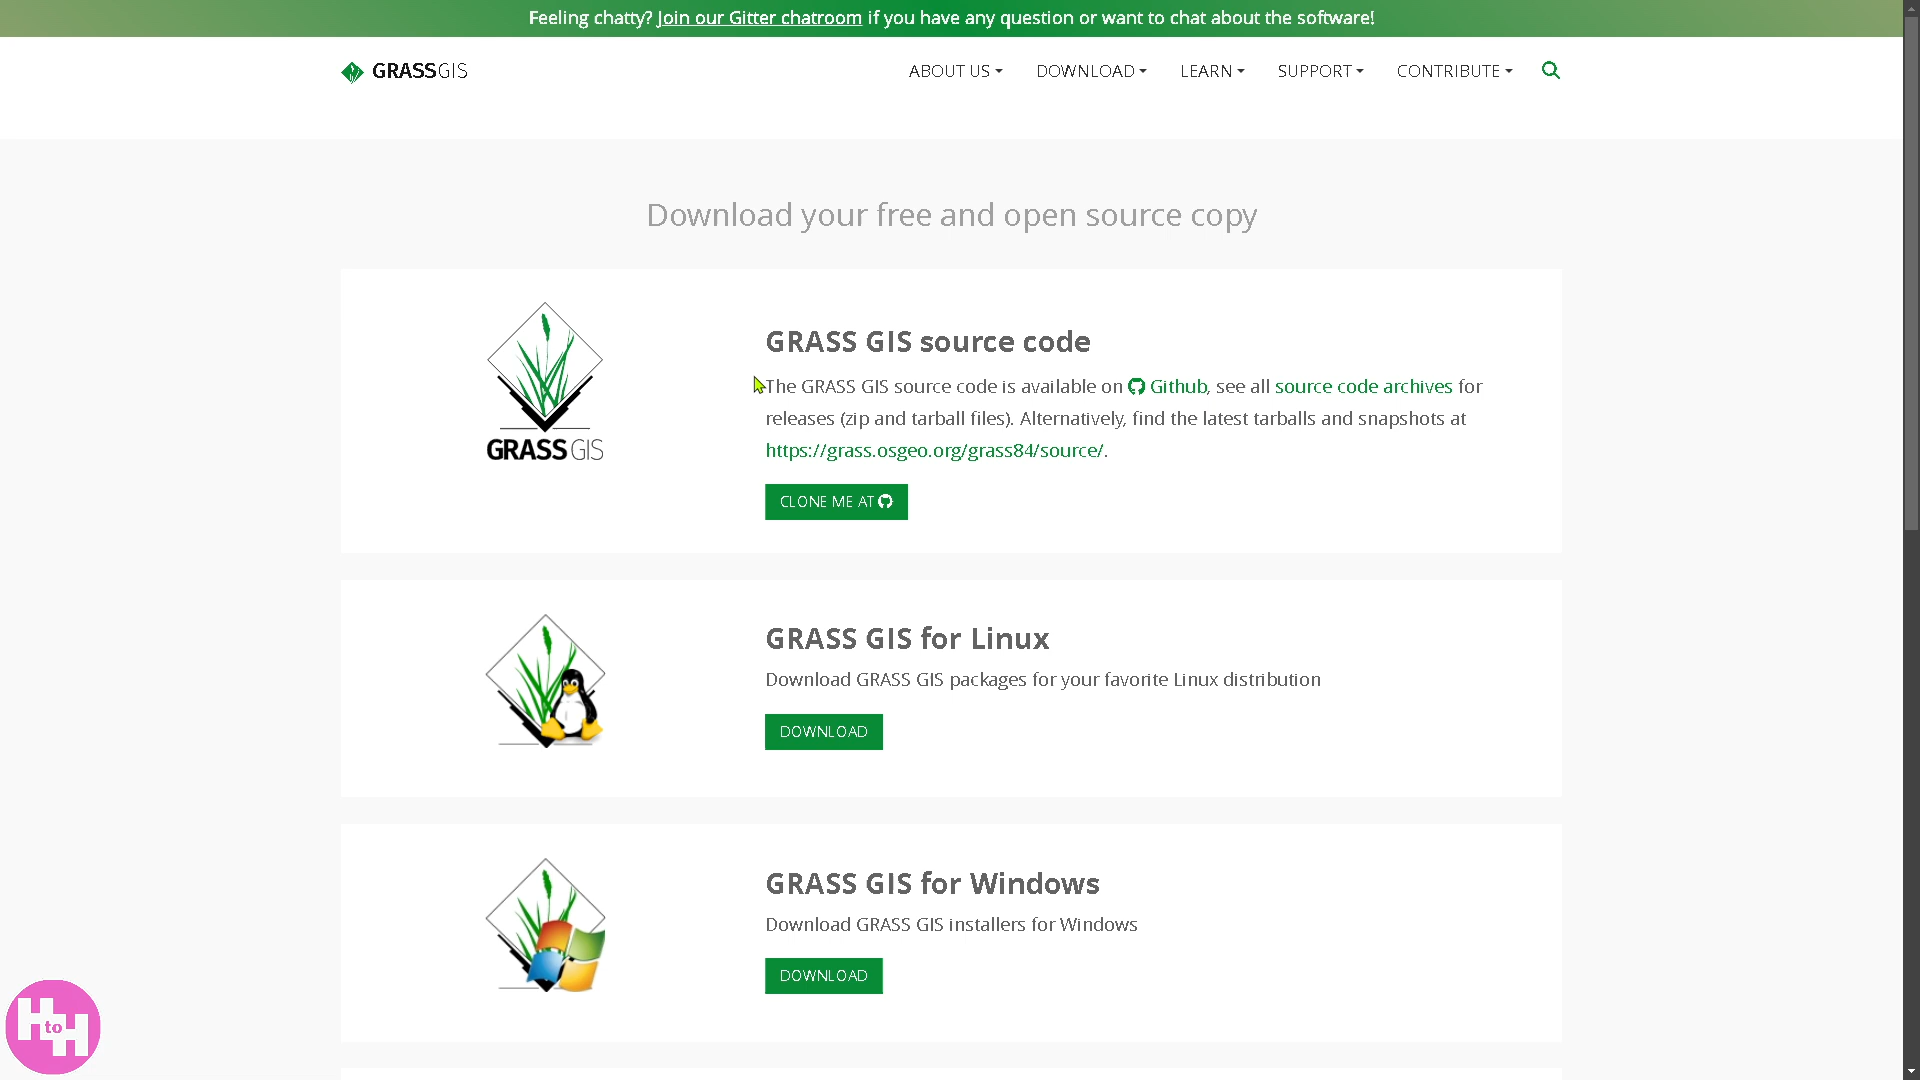 Feeling chatty? Join our Gitter chatroom if you have any question or want to chat about the software!
GRASSGIS
ABOUT US
DOWNLOAD
LEARN
SUPPORT
CONTRIBUTE
Download your free and open source copy
GRASS GIS
GRASS GIS source code
The GRASS GIS source code is available on Github, see all source code archives for
releases (zip and tarball files). Alternatively, find the latest tarballs and snapshots at
https://grass.osgeo.org/grass84/source/.
CLONE ME AT
GRASS GIS for Linux
Download GRASS GIS packages for your favorite Linux distribution
DOWNLOAD
GRASS GIS for Windows
Download GRASS GIS installers for Windows
DOWNLOAD
H to H